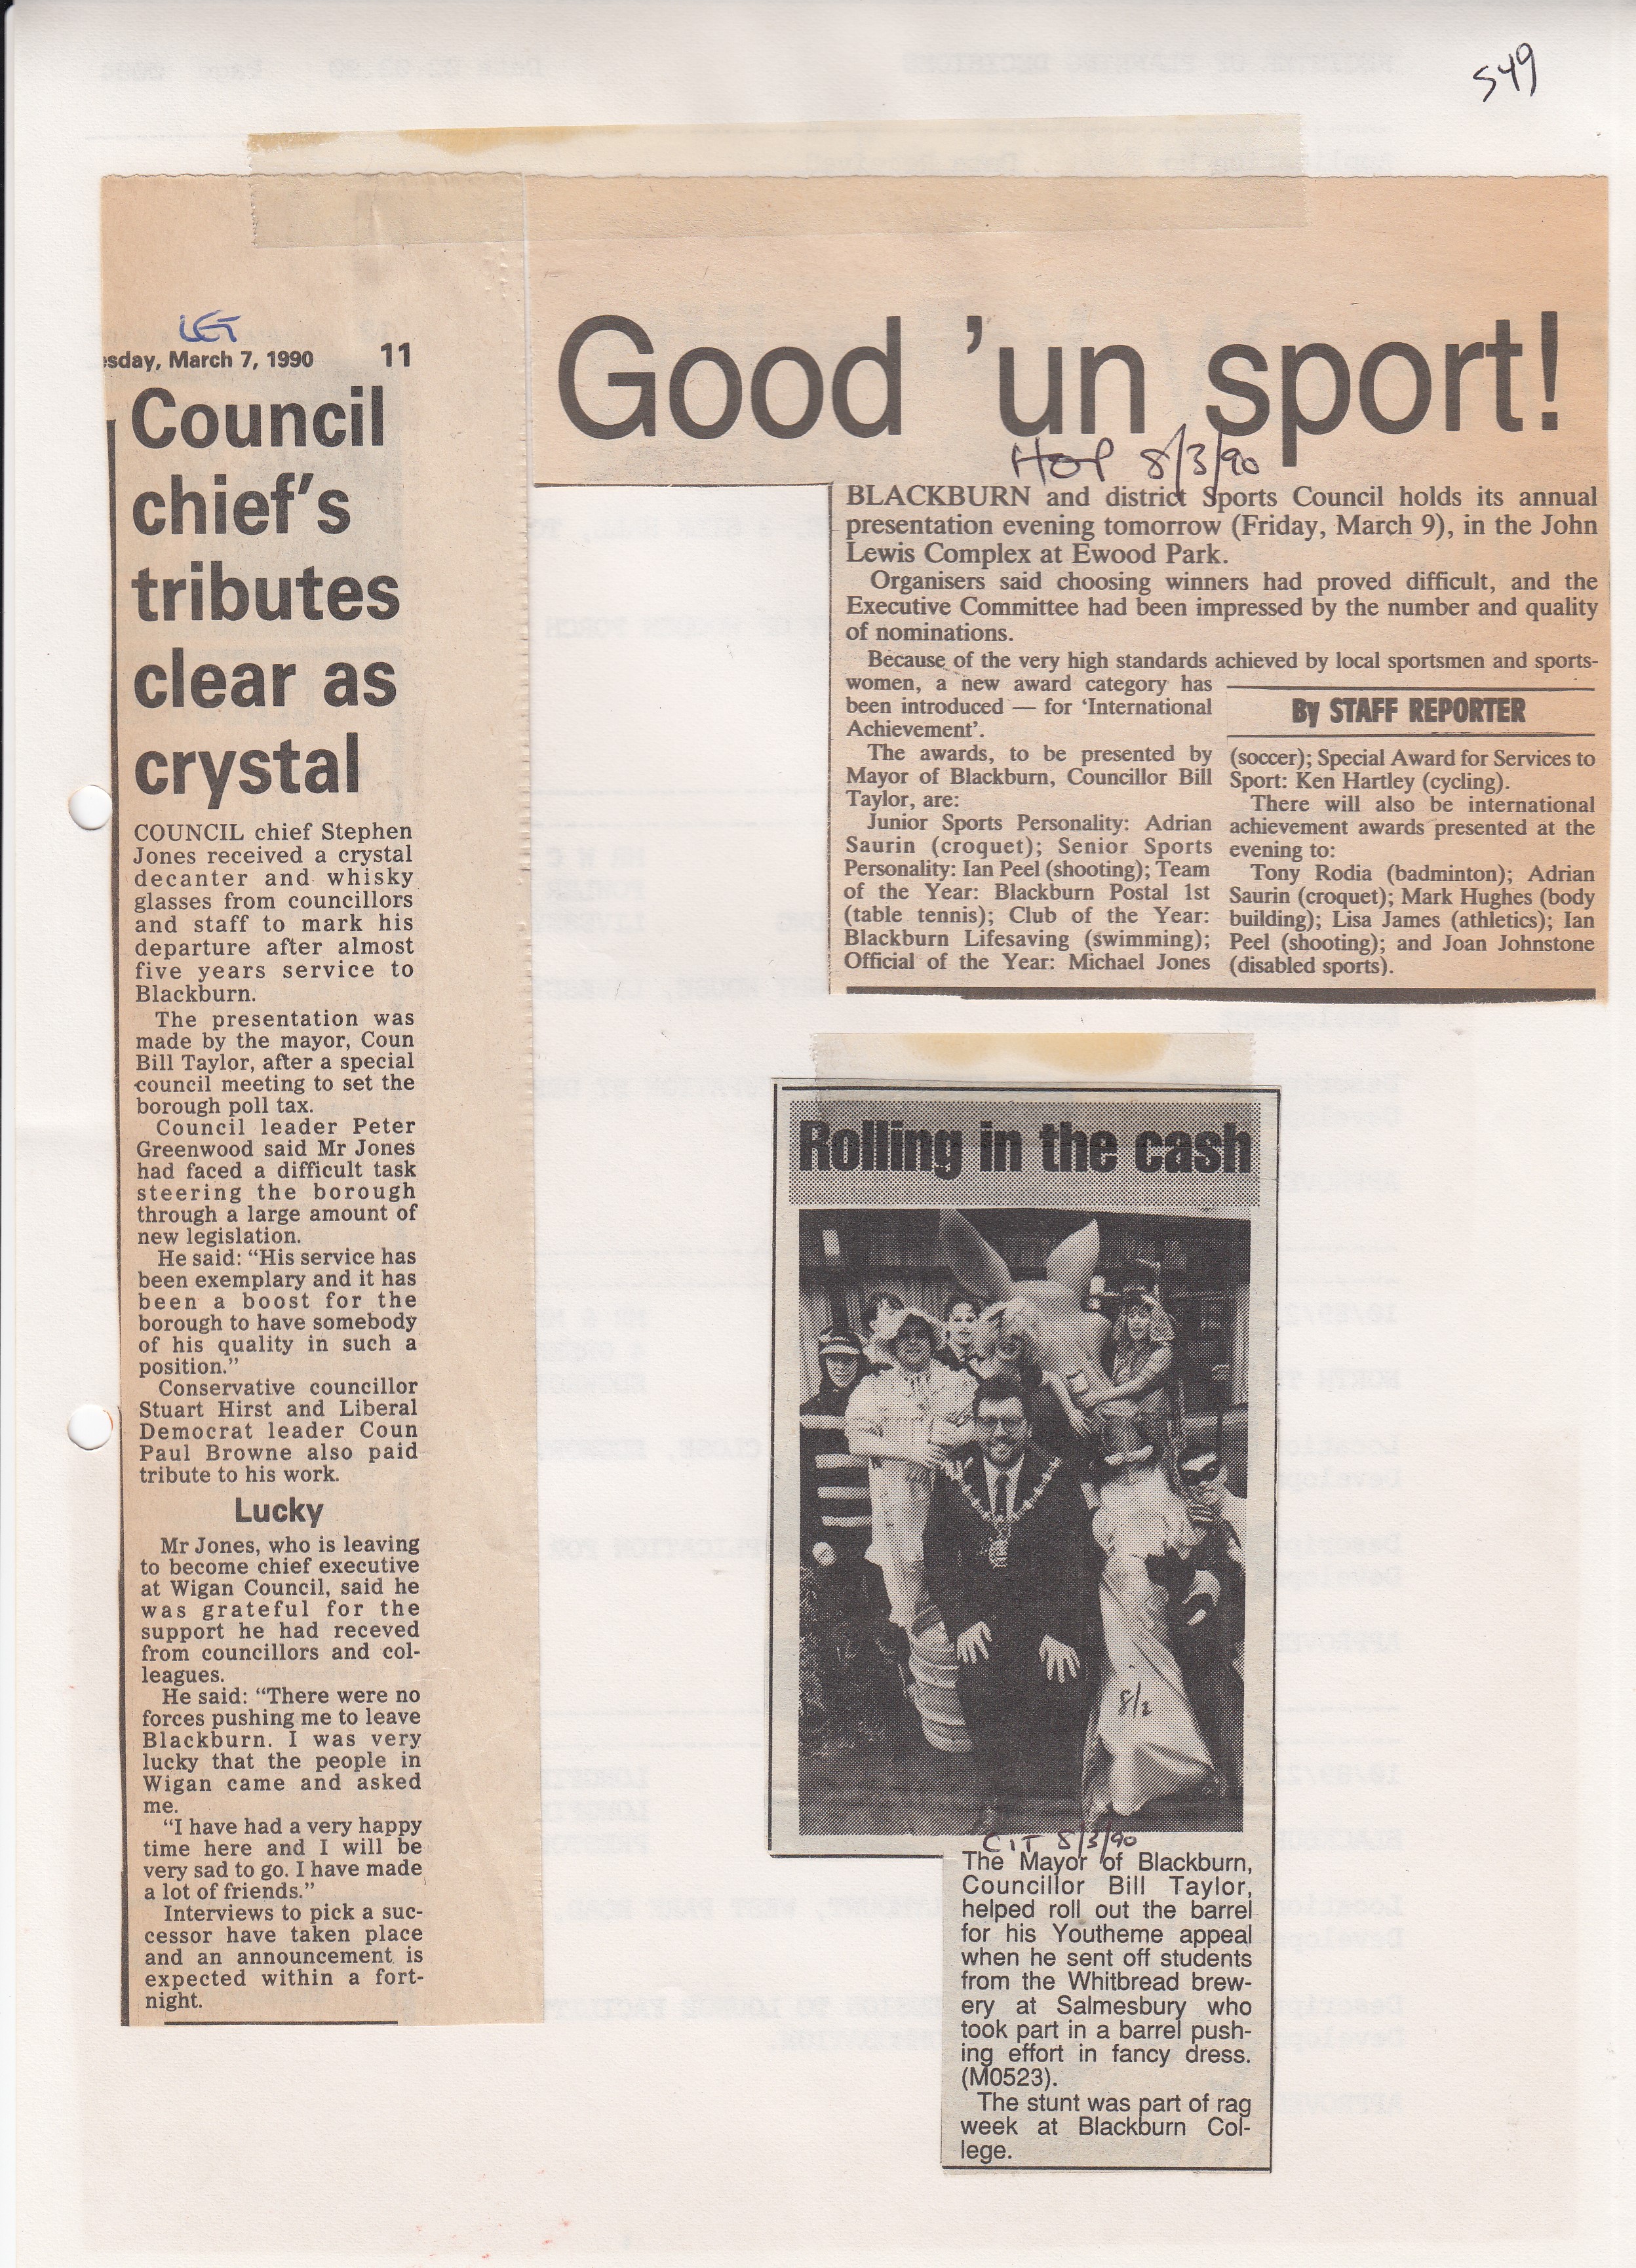 549
LET
sday, March 7, 1990 11
Council
chief's
tributes
clear as
crystal
COUNCIL chief Stephen
Jones received a crystal
decanter and whisky
glasses from councillors
and staff to mark his
departure after almost
five years service to
Blackburn.
The presentation was
made by the mayor, Coun
Bill Taylor, after a special
council meeting to set the
borough poll tax.
Council leader Peter
Greenwood said Mr Jones
had faced a difficult task
steering the borough
through a large amount of
new legislation.
He said: “His service has
been exemplary and it has
been a boost for the
borough to have somebody
of his quality in such a
position.”
Conservative councillor
Stuart Hirst and Liberal
Democrat leader Coun
Paul Browne also paid
tribute to his work.
Lucky
Mr Jones, who is leaving
to become chief executive
at Wigan Council, said he
was grateful for the
support he had receved
from councillors and col-
leagues.
He said: “There were no
forces pushing me to leave
Blackburn. I was very
lucky that the people in
Wigan came and asked
me.
“I have had a very happy
time here and I will be
very sad to go. I have made
a lot of friends.”
Interviews to pick a suc-
cessor have taken place
and an announcement is
expected within a fort-
night.
Good 'un sport!
HOP 8/3/90
BLACKBURN and district Sports Council holds its annual
presentation evening tomorrow (Friday, March 9), in the John
Lewis Complex at Ewood Park.
Organisers said choosing winners had proved difficult, and the
Executive Committee had been impressed by the number and quality
of nominations.
Because of the very high standards achieved by local sportsmen and sports-
women, a new award category has
been introduced — for ‘International
Achievement’.
The awards, to be presented by
Mayor of Blackburn, Councillor Bill
Taylor, are:
Junior Sports Personality: Adrian
Saurin (croquet); Senior Sports
Personality: Ian Peel (shooting); Team
of the Year: Blackburn Postal 1st
(table tennis); Club of the Year:
Blackburn Lifesaving (swimming);
Official of the Year: Michael Jones
By STAFF REPORTER
(soccer); Special Award for Services to
Sport: Ken Hartley (cycling).
There will also be international
achievement awards presented at the
evening to:
Tony Rodia (badminton); Adrian
Saurin (croquet); Mark Hughes (body
building); Lisa James (athletics); Ian
Peel (shooting); and Joan Johnstone
(disabled sports).
Rolling in the cash
8/2
CIT 8/3/90
The Mayor of Blackburn,
Councillor Bill Taylor,
helped roll out the barrel
for his Youtheme appeal
when he sent off students
from the Whitbread brew-
ery at Salmesbury who
took part in a barrel push-
ing effort in fancy dress.
(M0523).
The stunt was part of rag
week at Blackburn Col-
lege.